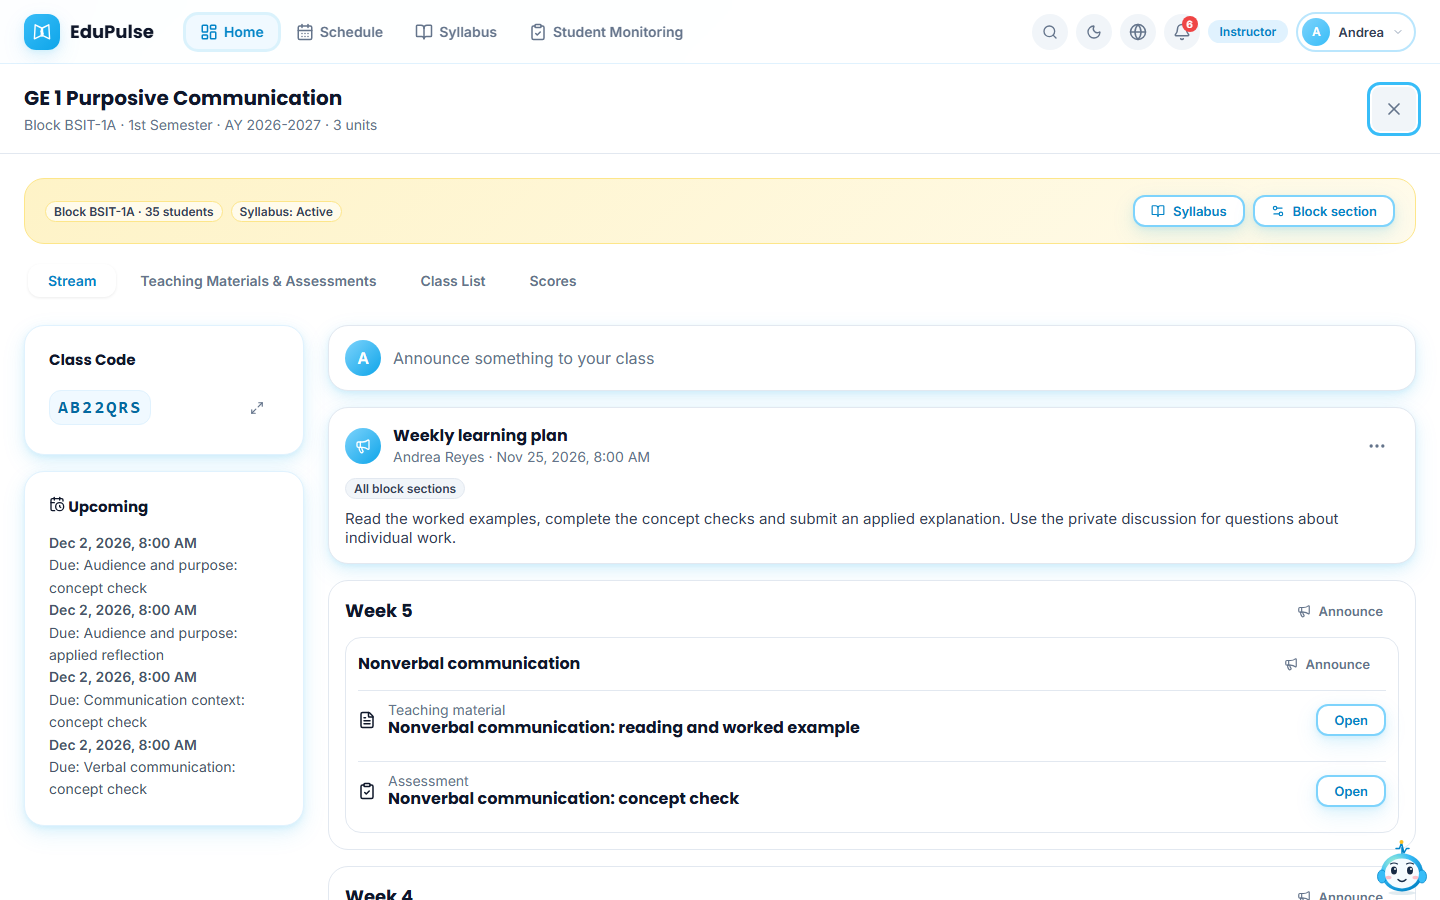 EduPulse
Home
Schedule
Syllabus
Student Monitoring
6
Instructor
A
Andrea
GE 1 Purposive Communication
Block BSIT-1A · 1st Semester · AY 2026-2027 · 3 units
Block BSIT-1A · 35 students
Syllabus: Active
Syllabus
Block section
Stream
Teaching Materials & Assessments
Class List
Scores
Class Code
AB22QRS
Upcoming
Dec 2, 2026, 8:00 AM
Due: Audience and purpose:
concept check
Dec 2, 2026, 8:00 AM
Due: Audience and purpose:
applied reflection
Dec 2, 2026, 8:00 AM
Due: Communication context:
concept check
Dec 2, 2026, 8:00 AM
Due: Verbal communication:
concept check
A
Announce something to your class
Weekly learning plan
Andrea Reyes · Nov 25, 2026, 8:00 AM
All block sections
Read the worked examples, complete the concept checks and submit an applied explanation. Use the private discussion for questions about
individual work.
Week 5
Announce
Nonverbal communication
Announce
Teaching material
Nonverbal communication: reading and worked example
Open
Assessment
Nonverbal communication: concept check
Open
Week 4
Announce